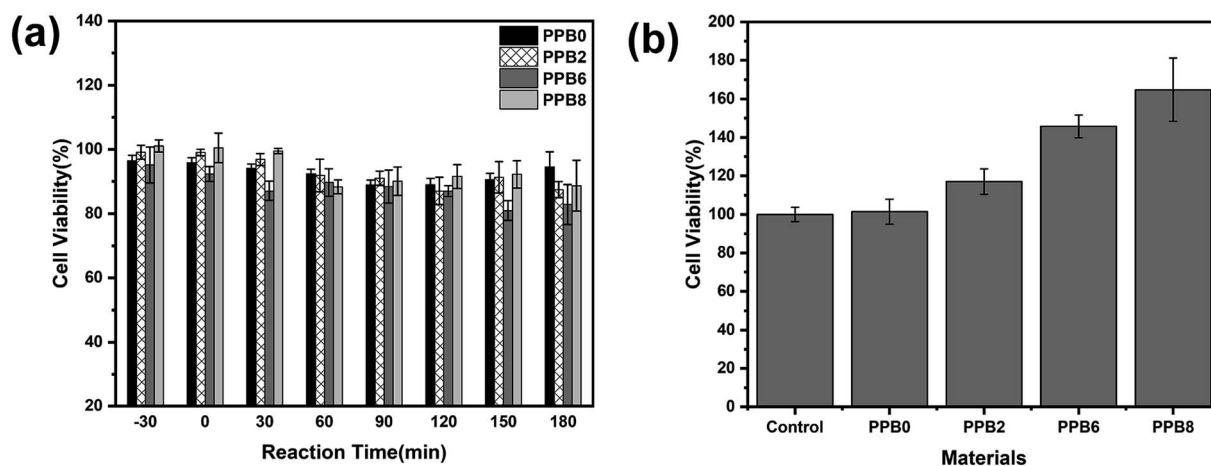 (a)
140
120
100
80
60
40
20
Cell Viability(%)
-30 0 30 60 90 120 150 180
Reaction Time(min)
PPB0
PPB2
PPB6
PPB8
(b)
200
180
160
140
120
100
80
60
40
20
0
Cell Viability(%)
Control PPB0 PPB2 PPB6 PPB8
Materials